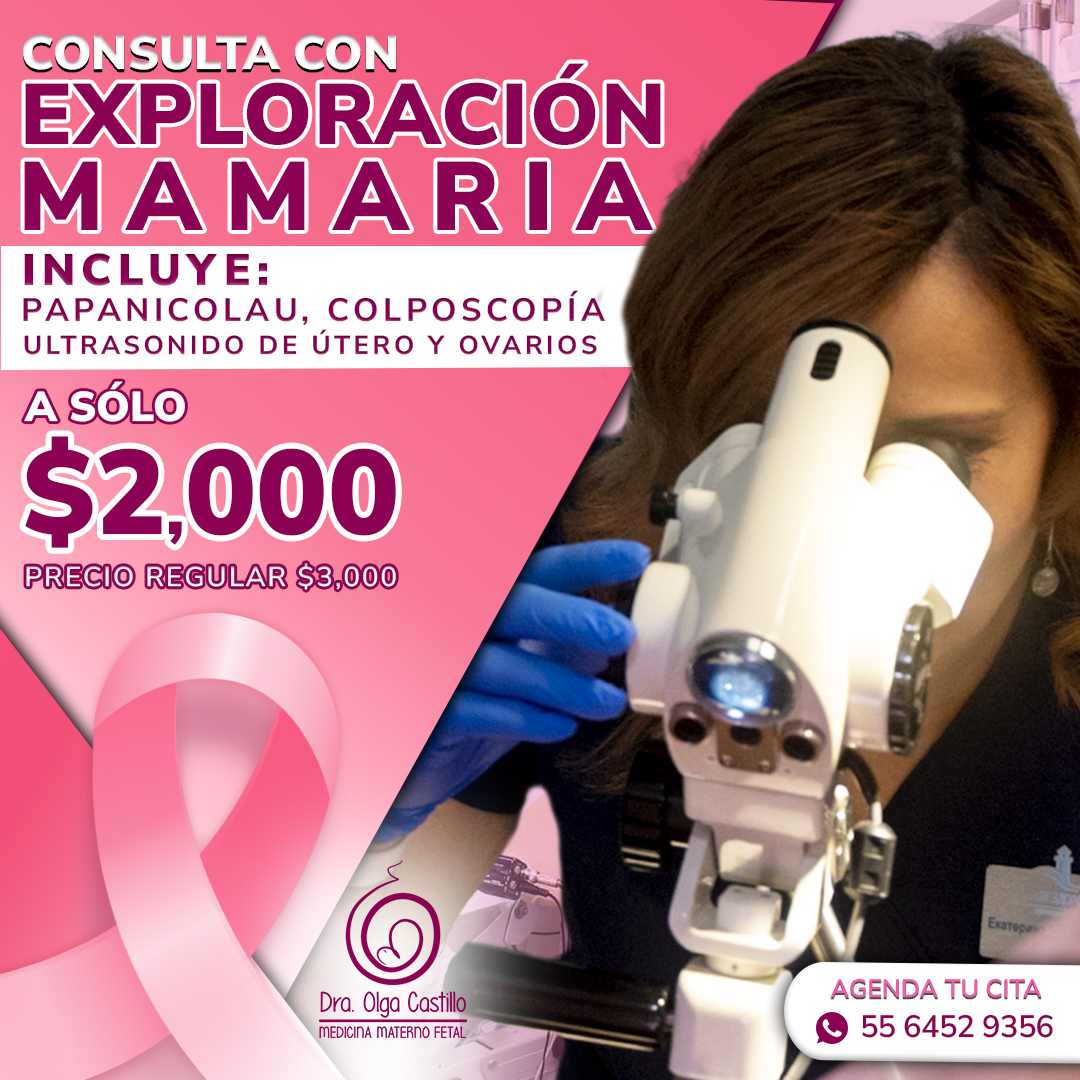 CONSULTA CON
EXPLORACIÓN
MAMARIA
INCLUYE:
PAPANICOLAU, COLPOSCOPÍA
ULTRASONIDO DE ÚTERO Y OVARIOS
A SÓLO
$2,000
PRECIO REGULAR $3,000
Dra. Olga Castillo
MEDICINA MATERNO FETAL
AGENDA TU CITA
55 6452 9356